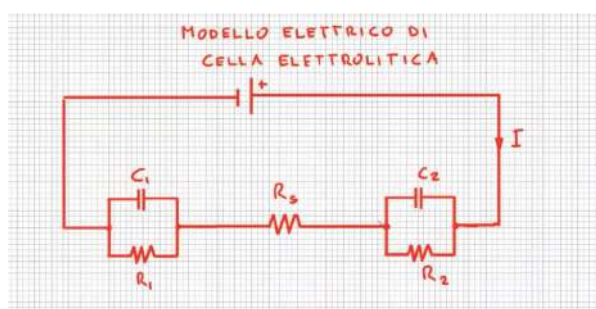 MODELLO ELETTRICO DI
CELLA ELETTROLITICA
+
I
C₁
C₂
Rs
R₁
R₂